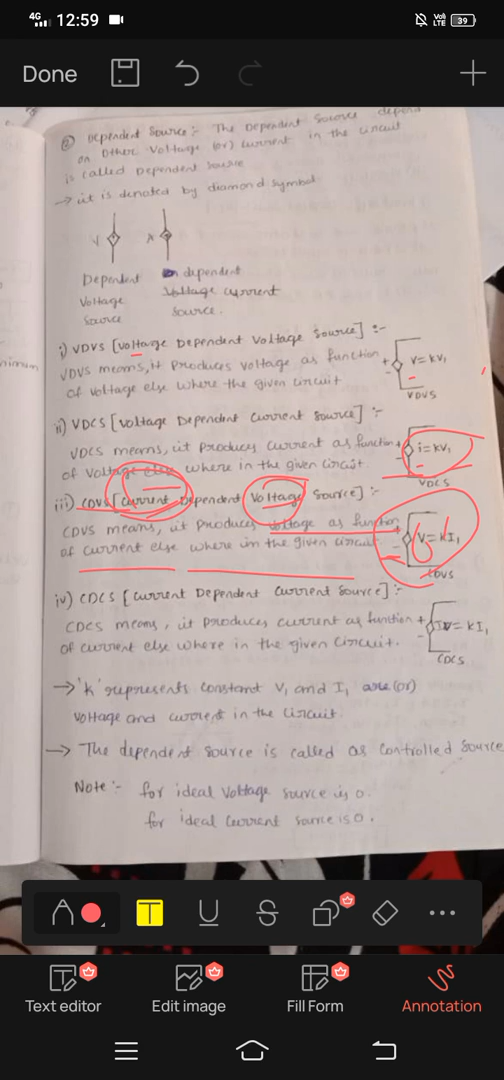 4G 12:59 Vo) LTE 39
Done
② Dependent Source:- The Dependent Source depend
on Other Voltage (or) current in the circuit
is called Dependent Source
→ it is denoted by diamond symbol
V A
Dependent Voltage Source
dependent Voltage current Source.
i) VDVS [Voltage Dependent Voltage Source] :-
VDVS means, it produces voltage as function
of voltage else where the given circuit
+ - V=KV₁
VDVS
ii) VDCS [Voltage Dependent Current Source] :-
VDCS means, it produces current as function
of voltage else where in the given circuit.
+ - i=KV₁
VDCS
iii) CDVS [Current Dependent Voltage Source] :-
CDVS means, it produces voltage as function
of current else where in the given circuit
+ - V=KI₁
CDVS
iv) CDCS [Current Dependent Current Source] :-
CDCS means, it produces current as function
of current else where in the given circuit.
+ - = KI₁
CDCS
→ 'k' represents constant V₁ and I₁ are (or)
voltage and current in the circuit.
→ The dependent source is called as controlled source
Note:- for ideal voltage source is 0.
for ideal current source is 0.
nimum
T U S
Text editor Edit image Fill Form Annotation